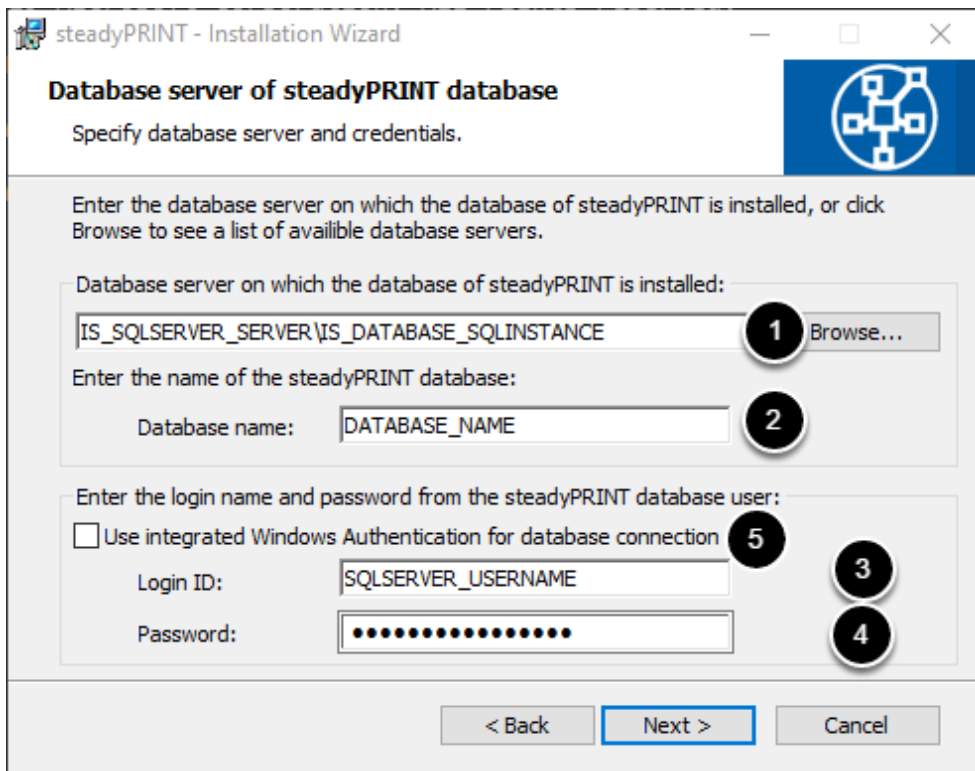 steadyPRINT - Installation Wizard
Database server of steadyPRINT database
Specify database server and credentials.
Enter the database server on which the database of steadyPRINT is installed, or click
Browse to see a list of availible database servers.
Database server on which the database of steadyPRINT is installed:
IS_SQLSERVER_SERVER\IS_DATABASE_SQLINSTANCE 1 Browse...
Enter the name of the steadyPRINT database:
Database name: DATABASE_NAME 2
Enter the login name and password from the steadyPRINT database user:
Use integrated Windows Authentication for database connection 5
Login ID: SQLSERVER_USERNAME 3
Password: •••••••••••••••• 4
< Back Next > Cancel